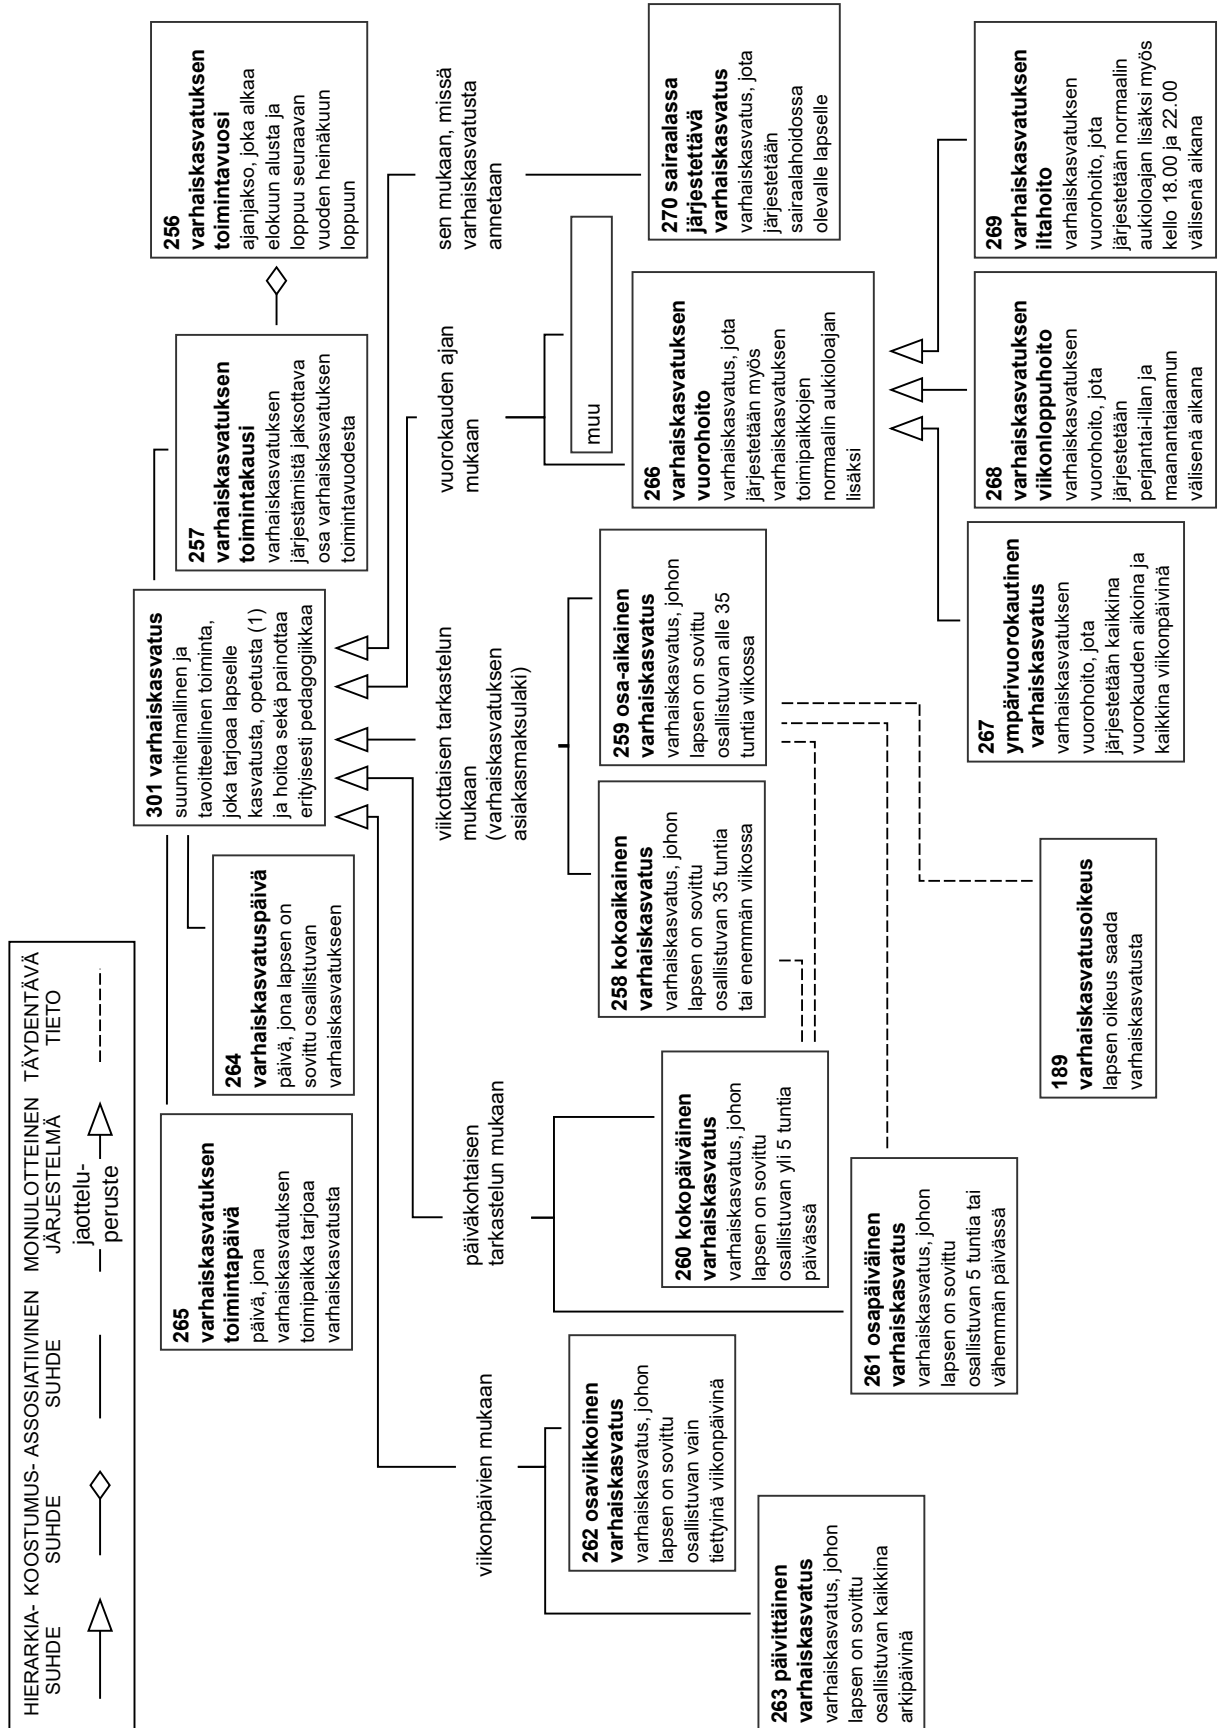 HIERARKIA-
SUHDE
KOOSTUMUS-
SUHDE
ASSOSIATIIVINEN
SUHDE
MONIULOTTEINEN
JÄRJESTELMÄ
jaottelu-
peruste
TÄYDENTÄVÄ
TIETO
265
varhaiskasvatuksen
toimintapäivä
päivä, jona
varhaiskasvatuksen
toimipaikka tarjoaa
varhaiskasvatusta
264
varhaiskasvatuspäivä
päivä, jona lapsen on
sovittu osallistuvan
varhaiskasvatukseen
301 varhaiskasvatus
suunnitelmallinen ja
tavoitteellinen toiminta,
joka tarjoaa lapselle
kasvatusta, opetusta (1)
ja hoitoa sekä painottaa
erityisesti pedagogiikkaa
257
varhaiskasvatuksen
toimintakausi
varhaiskasvatuksen
järjestämistä jaksottava
osa varhaiskasvatuksen
toimintavuodesta
256
varhaiskasvatuksen
toimintavuosi
ajanjakso, joka alkaa
elokuun alusta ja
loppuu seuraavan
vuoden heinäkuun
loppuun
viikonpäivien mukaan
päiväkohtaisen
tarkastelun mukaan
viikottaisen tarkastelun
mukaan
(varhaiskasvatuksen
asiakasmaksulaki)
vuorokauden ajan
mukaan
sen mukaan, missä
varhaiskasvatusta
annetaan
263 päivittäinen
varhaiskasvatus
varhaiskasvatus, johon
lapsen on sovittu
osallistuvan kaikkina
arkipäivinä
262 osaviikkoinen
varhaiskasvatus
varhaiskasvatus, johon
lapsen on sovittu
osallistuvan vain
tiettyinä viikonpäivinä
261 osapäiväinen
varhaiskasvatus
varhaiskasvatus, johon
lapsen on sovittu
osallistuvan 5 tuntia tai
vähemmän päivässä
260 kokopäiväinen
varhaiskasvatus
varhaiskasvatus, johon
lapsen on sovittu
osallistuvan yli 5 tuntia
päivässä
258 kokoaikainen
varhaiskasvatus
varhaiskasvatus, johon
lapsen on sovittu
osallistuvan 35 tuntia
tai enemmän viikossa
259 osa-aikainen
varhaiskasvatus
varhaiskasvatus, johon
lapsen on sovittu
osallistuvan alle 35
tuntia viikossa
muu
266
varhaiskasvatuksen
vuorohoito
varhaiskasvatus, jota
järjestetään myös
varhaiskasvatuksen
toimipaikkojen
normaalin aukioloajan
lisäksi
270 sairaalassa
järjestettävä
varhaiskasvatus
varhaiskasvatus, jota
järjestetään
sairaalahoidossa
olevalle lapselle
189
varhaiskasvatusoikeus
lapsen oikeus saada
varhaiskasvatusta
267
ympärivuorokautinen
varhaiskasvatus
varhaiskasvatuksen
vuorohoito, jota
järjestetään kaikkina
vuorokauden aikoina ja
kaikkina viikonpäivinä
268
varhaiskasvatuksen
viikonloppuhoito
varhaiskasvatuksen
vuorohoito, jota
järjestetään
perjantai-illan ja
maanantaiaamun
välisenä aikana
269
varhaiskasvatuksen
iltahoito
varhaiskasvatuksen
vuorohoito, jota
järjestetään normaalin
aukioloajan lisäksi myös
kello 18.00 ja 22.00
välisenä aikana